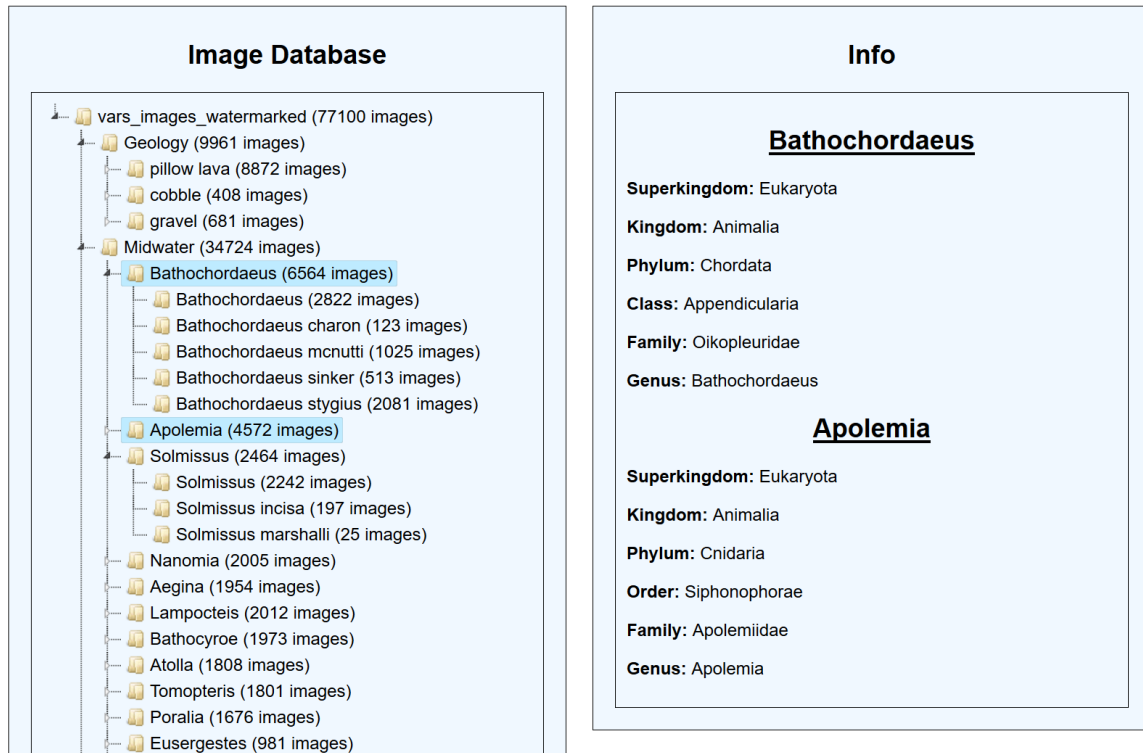 Image Database
vars_images_watermarked (77100 images)
Geology (9961 images)
pillow lava (8872 images)
cobble (408 images)
gravel (681 images)
Midwater (34724 images)
Bathochordaeus (6564 images)
Bathochordaeus (2822 images)
Bathochordaeus charon (123 images)
Bathochordaeus mcnutti (1025 images)
Bathochordaeus sinker (513 images)
Bathochordaeus stygius (2081 images)
Apolemia (4572 images)
Solmissus (2464 images)
Solmissus (2242 images)
Solmissus incisa (197 images)
Solmissus marshalli (25 images)
Nanomia (2005 images)
Aegina (1954 images)
Lampocteis (2012 images)
Bathocyroe (1973 images)
Atolla (1808 images)
Tomopteris (1801 images)
Poralia (1676 images)
Eusergestes (981 images)
Info
Bathochordaeus
Superkingdom: Eukaryota
Kingdom: Animalia
Phylum: Chordata
Class: Appendicularia
Family: Oikopleuridae
Genus: Bathochordaeus
Apolemia
Superkingdom: Eukaryota
Kingdom: Animalia
Phylum: Cnidaria
Order: Siphonophorae
Family: Apolemiidae
Genus: Apolemia